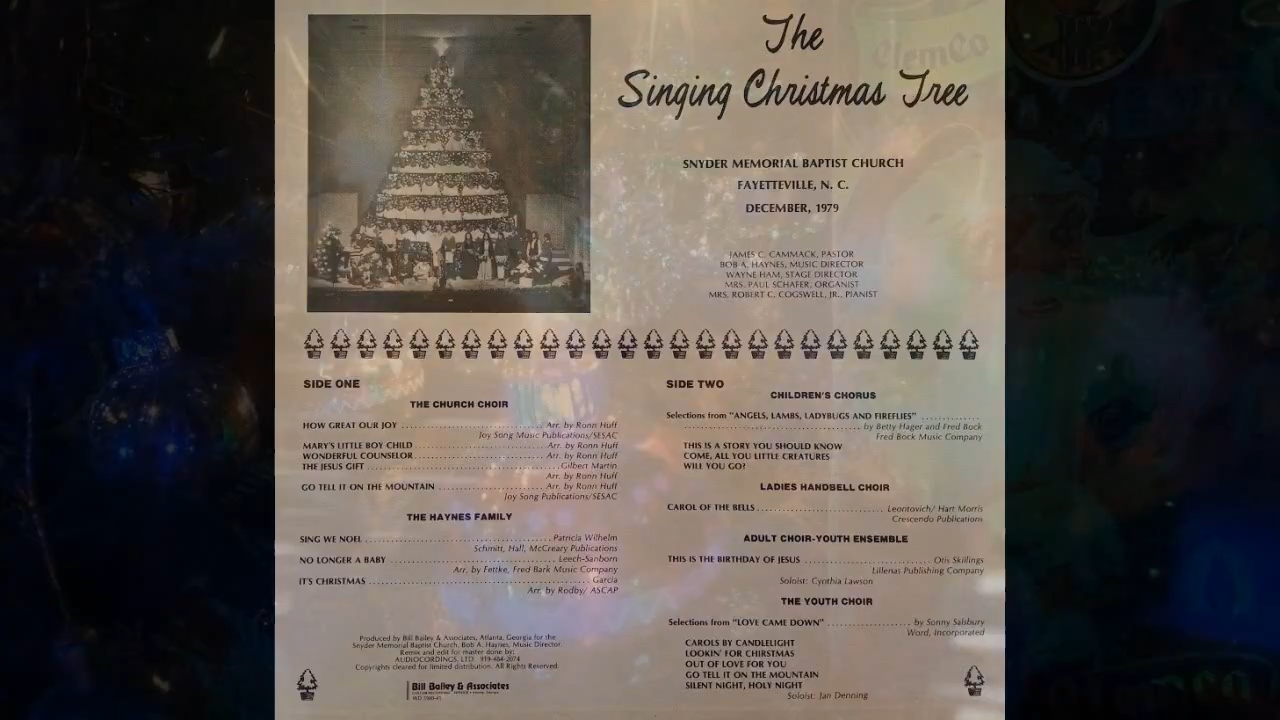 The
Singing Christmas Tree
SNYDER MEMORIAL BAPTIST CHURCH
FAYETTEVILLE, N. C.
DECEMBER, 1979
JAMES C. CAMMACK, PASTOR
BOB A. HAYNES, MUSIC DIRECTOR
WAYNE HAM, STAGE DIRECTOR
MRS. PAUL SCHAFER, ORGANIST
MRS. ROBERT C. COGSWELL, JR., PIANIST
SIDE ONE
THE CHURCH CHOIR
HOW GREAT OUR JOY ........ Arr. by Ronn Huff
Joy Song Music Publications/SESAC
MARY'S LITTLE BOY CHILD ........ Arr. by Ronn Huff
WONDERFUL COUNSELOR ........ Arr. by Ronn Huff
THE JESUS GIFT ........ Gilbert Martin
Arr. by Ronn Huff
GO TELL IT ON THE MOUNTAIN ........ Arr. by Ronn Huff
Joy Song Publications/SESAC
THE HAYNES FAMILY
SING WE NOEL ........ Patricia Wilhelm
Schmitt, Hall, McCreary Publications
NO LONGER A BABY ........ Leech-Sanborn
Arr. by Fettke, Fred Bark Music Company
IT'S CHRISTMAS ........ Garcia
Arr. by Rodby/ ASCAP
Produced by Bill Bailey & Associates, Atlanta, Georgia for the
Snyder Memorial Baptist Church, Bob A. Haynes, Music Director.
Remix and edit for master done by:
AUDIOCORDINGS, LTD. 919-484-2074
Copyrights cleared for limited distribution. All Rights Reserved.
Bill Bailey & Associates
SIDE TWO
CHILDREN'S CHORUS
Selections from "ANGELS, LAMBS, LADYBUGS AND FIREFLIES" ........
........ by Betty Hager and Fred Bock
Fred Bock Music Company
THIS IS A STORY YOU SHOULD KNOW
COME, ALL YOU LITTLE CREATURES
WILL YOU GO?
LADIES HANDBELL CHOIR
CAROL OF THE BELLS ........ Leontovich/ Hart Morris
Crescendo Publications
ADULT CHOIR-YOUTH ENSEMBLE
THIS IS THE BIRTHDAY OF JESUS ........ Otis Skillings
Lillenas Publishing Company
Soloist: Cynthia Lawson
THE YOUTH CHOIR
Selections from "LOVE CAME DOWN" ........ by Sonny Salsbury
Word, Incorporated
CAROLS BY CANDLELIGHT
LOOKIN' FOR CHIRSTMAS
OUT OF LOVE FOR YOU
GO TELL IT ON THE MOUNTAIN
SILENT NIGHT, HOLY NIGHT
Soloist: Jan Denning
ClemCo